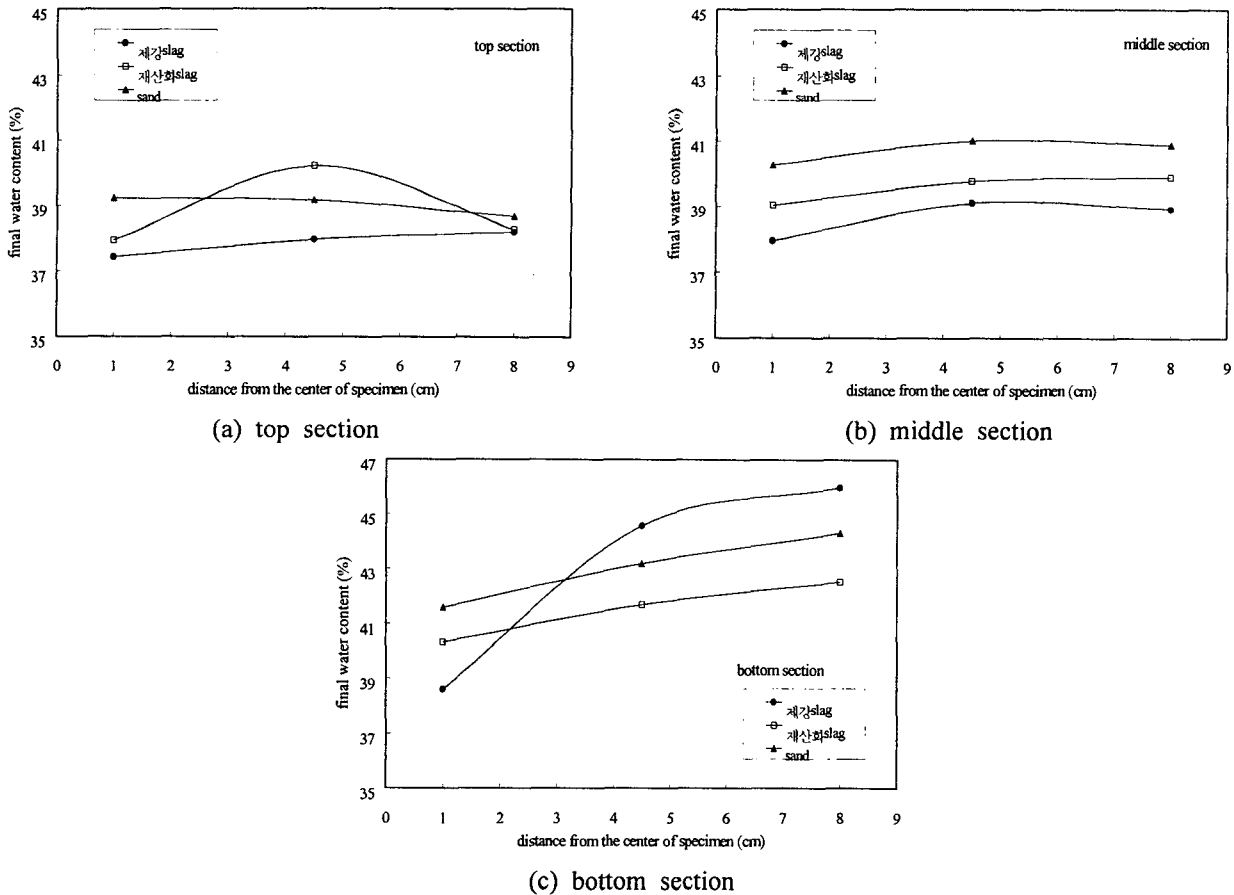 45
43
41
39
37
35
final water content (%)
제강slag
재산화slag
sand
top section
0 1 2 3 4 5 6 7 8 9
distance from the center of specimen (cm)
(a) top section
45
43
41
39
37
35
final water content (%)
제강slag
재산화slag
sand
middle section
0 1 2 3 4 5 6 7 8 9
distance from the center of specimen (cm)
(b) middle section
47
45
43
41
39
37
35
final water content (%)
bottom section
제강slag
재산화slag
sand
0 1 2 3 4 5 6 7 8 9
distance from the center of specimen (cm)
(c) bottom section